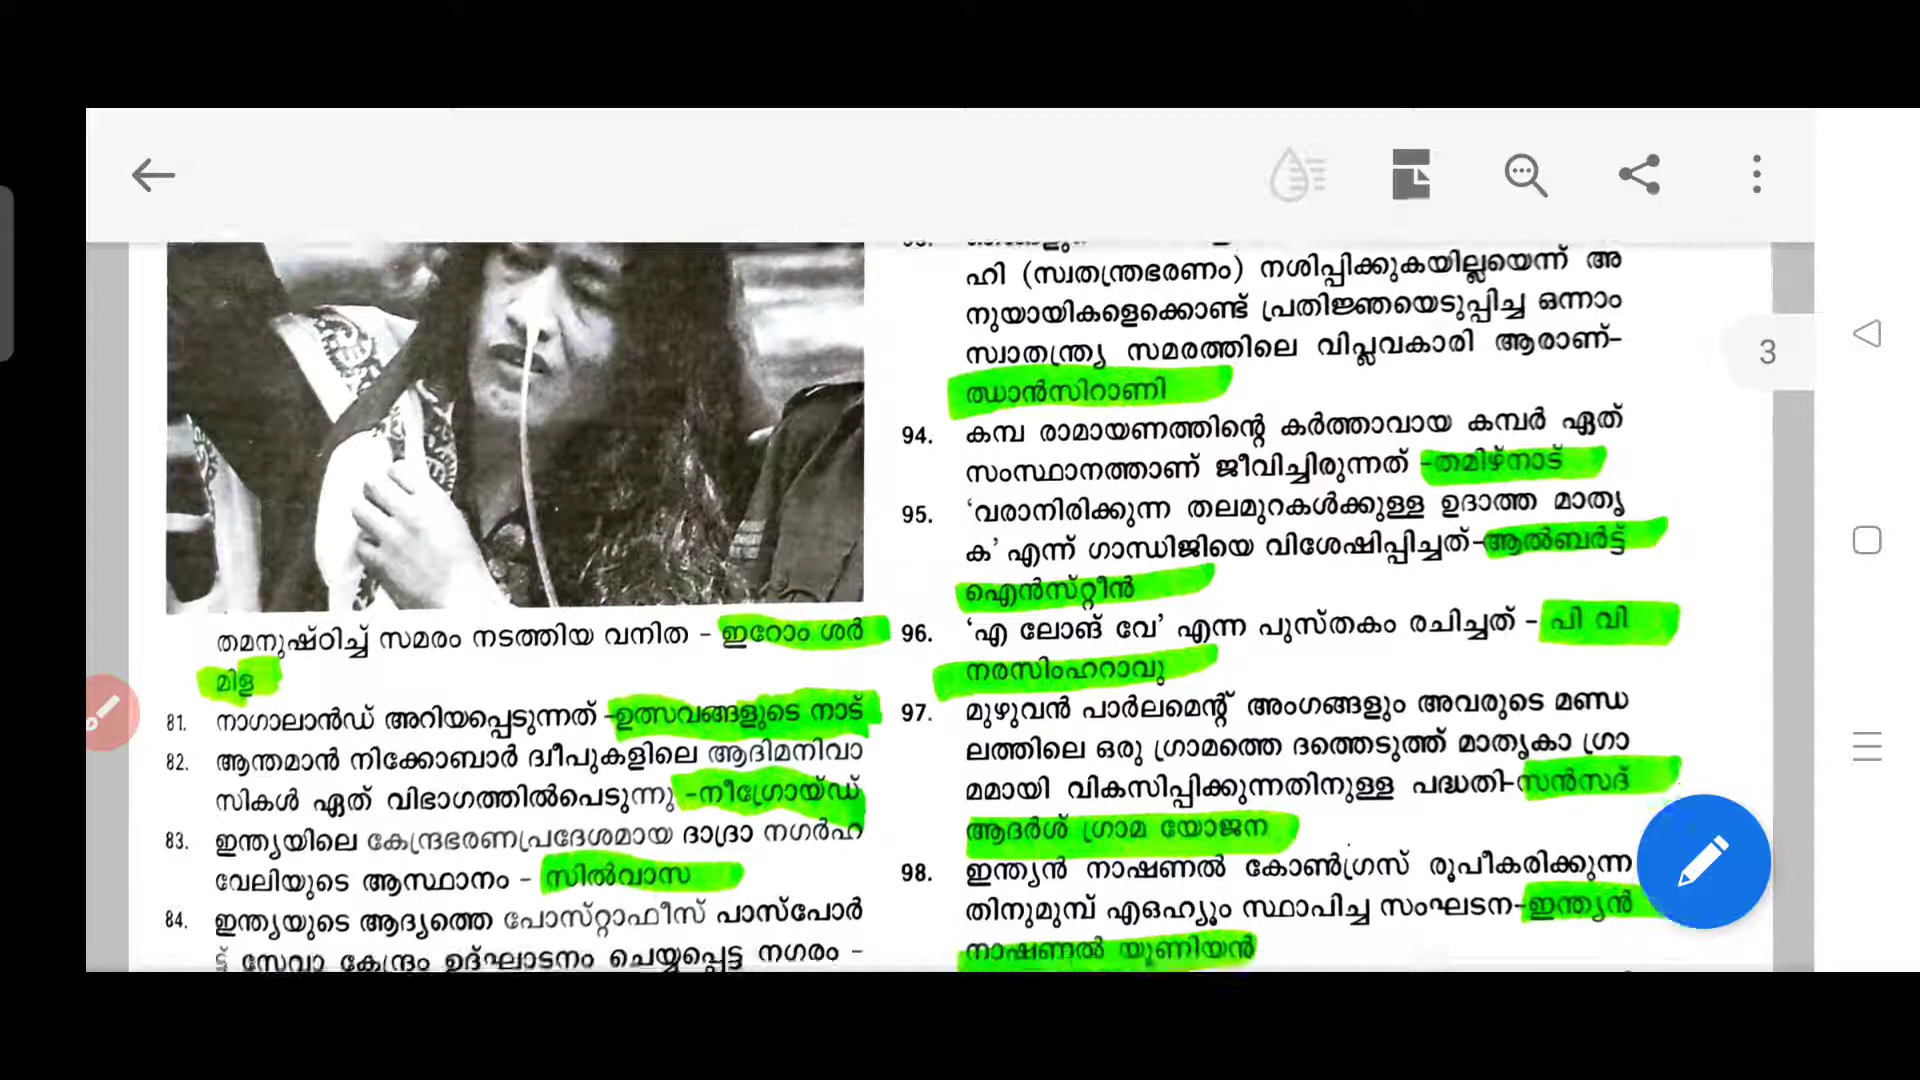 തമനുഷ്ഠിച്ച് സമരം നടത്തിയ വനിത – ഇറോം ശർ
മിള
81. നാഗാലാൻഡ് അറിയപ്പെടുന്നത് -ഉത്സവങ്ങളുടെ നാട്
82. ആന്തമാൻ നിക്കോബാർ ദ്വീപുകളിലെ ആദിമനിവാ
സികൾ ഏത് വിഭാഗത്തിൽപെടുന്നു -നീഗ്രോയ്ഡ്
83. ഇന്ത്യയിലെ കേന്ദ്രഭരണപ്രദേശമായ ദാദ്രാ നഗർഹ
വേലിയുടെ ആസ്ഥാനം – സിൽവാസ
84. ഇന്ത്യയുടെ ആദ്യത്തെ പോസ്റ്റാഫീസ് പാസ്പോർ
ട്ട് സേവാ കേന്ദ്രം ഉദ്ഘാടനം ചെയ്യപ്പെട്ട നഗരം –
ഹി (സ്വതന്ത്രഭരണം) നശിപ്പിക്കുകയില്ലയെന്ന് അ
നുയായികളെക്കൊണ്ട് പ്രതിജ്ഞയെടുപ്പിച്ച ഒന്നാം
സ്വാതന്ത്ര്യ സമരത്തിലെ വിപ്ലവകാരി ആരാണ്–
ഝാൻസിറാണി
94. കമ്പ രാമായണത്തിന്റെ കർത്താവായ കമ്പർ ഏത്
സംസ്ഥാനത്താണ് ജീവിച്ചിരുന്നത് -തമിഴ്നാട്
95. ‘വരാനിരിക്കുന്ന തലമുറകൾക്കുള്ള ഉദാത്ത മാതൃ
ക’ എന്ന് ഗാന്ധിജിയെ വിശേഷിപ്പിച്ചത്-ആൽബർട്ട്
ഐൻസ്റ്റീൻ
96. ‘എ ലോങ് വേ’ എന്ന പുസ്തകം രചിച്ചത് – പി വി
നരസിംഹറാവു
97. മുഴുവൻ പാർലമെന്റ് അംഗങ്ങളും അവരുടെ മണ്ഡ
ലത്തിലെ ഒരു ഗ്രാമത്തെ ദത്തെടുത്ത് മാതൃകാ ഗ്രാ
മമായി വികസിപ്പിക്കുന്നതിനുള്ള പദ്ധതി-സൻസദ്
ആദർശ് ഗ്രാമ യോജന
98. ഇന്ത്യൻ നാഷണൽ കോൺഗ്രസ് രൂപീകരിക്കുന്ന
തിനുമുമ്പ് എഒഹ്യൂം സ്ഥാപിച്ച സംഘടന-ഇന്ത്യൻ
നാഷണൽ യൂണിയൻ
3